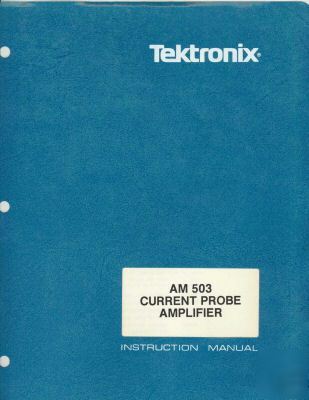 Tektronix®
AM 503
CURRENT PROBE
AMPLIFIER
INSTRUCTION MANUAL